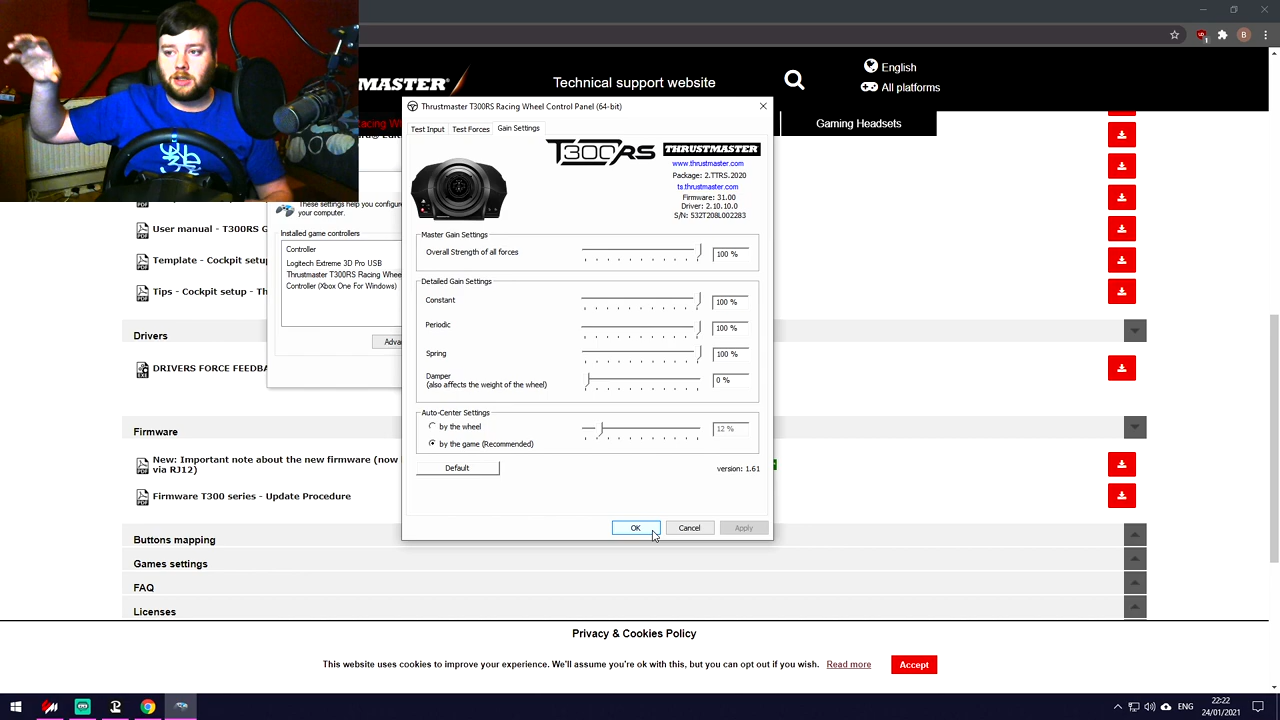 B
MASTER
Technical support website
English
All platforms
Gaming Headsets
Thrustmaster T300RS Racing Wheel Control Panel (64-bit)
Test Input
Test Forces
Gain Settings
T300RS
THRUSTMASTER
www.thrustmaster.com
Package: 2.TTRS.2020
ts.thrustmaster.com
Firmware: 31.00
Driver: 2.10.10.0
S/N: 532T208L002283
Master Gain Settings
Overall Strength of all forces
100 %
Detailed Gain Settings
Constant
100 %
Periodic
100 %
Spring
100 %
Damper
(also affects the weight of the wheel)
0 %
Auto-Center Settings
by the wheel
12 %
by the game (Recommended)
Default
version: 1.61
OK
Cancel
Apply
These settings help you configure
your computer.
Installed game controllers
Controller
Logitech Extreme 3D Pro USB
Thrustmaster T300RS Racing Whee
Controller (Xbox One For Windows)
Adva
User manual - T300RS G
Template - Cockpit setup
Tips - Cockpit setup - Th
Drivers
DRIVERS FORCE FEEDBA
Firmware
New: Important note about the new firmware (now
via RJ12)
Firmware T300 series - Update Procedure
Buttons mapping
Games settings
FAQ
Licenses
Privacy & Cookies Policy
This website uses cookies to improve your experience. We'll assume you're ok with this, but you can opt out if you wish.
Read more
Accept
ENG
22:22
24/01/2021